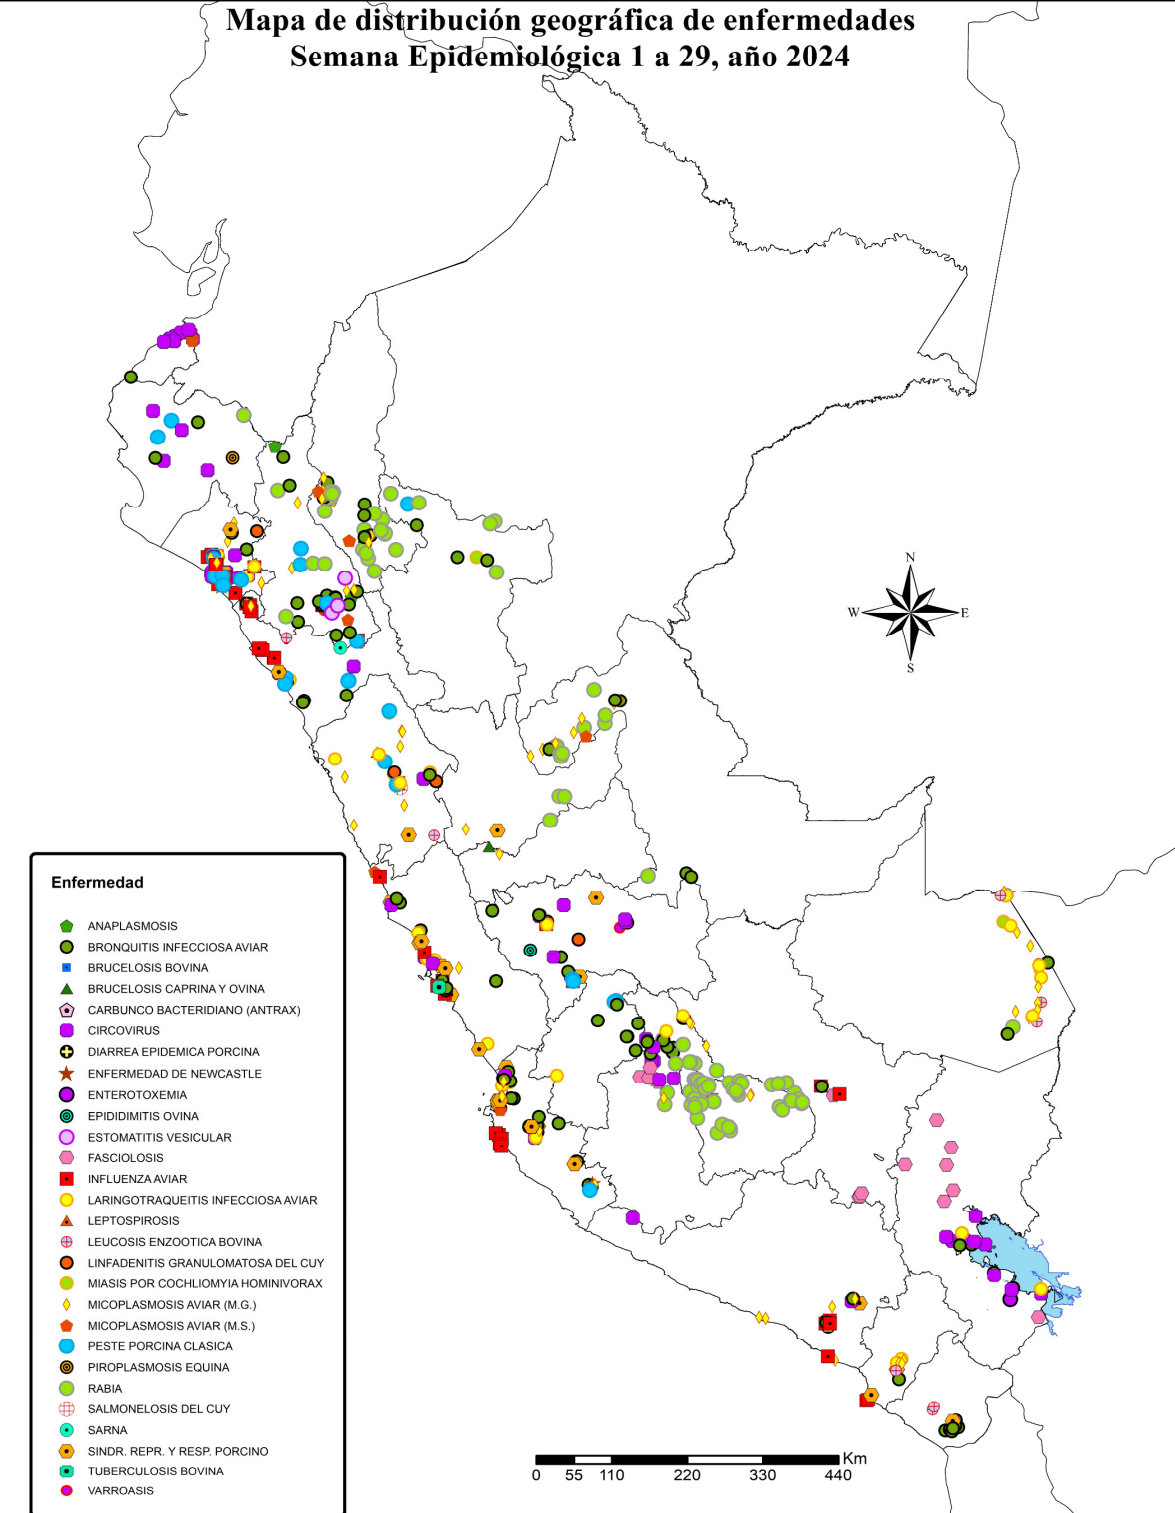 Mapa de distribución geográfica de enfermedades
Semana Epidemiológica 1 a 29, año 2024
N
W E
S
Enfermedad
ANAPLASMOSIS
BRONQUITIS INFECCIOSA AVIAR
BRUCELOSIS BOVINA
BRUCELOSIS CAPRINA Y OVINA
CARBUNCO BACTERIDIANO (ANTRAX)
CIRCOVIRUS
DIARREA EPIDEMICA PORCINA
ENFERMEDAD DE NEWCASTLE
ENTEROTOXEMIA
EPIDIDIMITIS OVINA
ESTOMATITIS VESICULAR
FASCIOLOSIS
INFLUENZA AVIAR
LARINGOTRAQUEITIS INFECCIOSA AVIAR
LEPTOSPIROSIS
LEUCOSIS ENZOOTICA BOVINA
LINFADENITIS GRANULOMATOSA DEL CUY
MIASIS POR COCHLIOMYIA HOMINIVORAX
MICOPLASMOSIS AVIAR (M.G.)
MICOPLASMOSIS AVIAR (M.S.)
PESTE PORCINA CLASICA
PIROPLASMOSIS EQUINA
RABIA
SALMONELOSIS DEL CUY
SARNA
SINDR. REPR. Y RESP. PORCINO
TUBERCULOSIS BOVINA
VARROASIS
Km
0 55 110 220 330 440